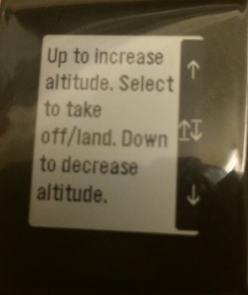 Up to increase
altitude. Select
to take
off/land. Down
to decrease
altitude.